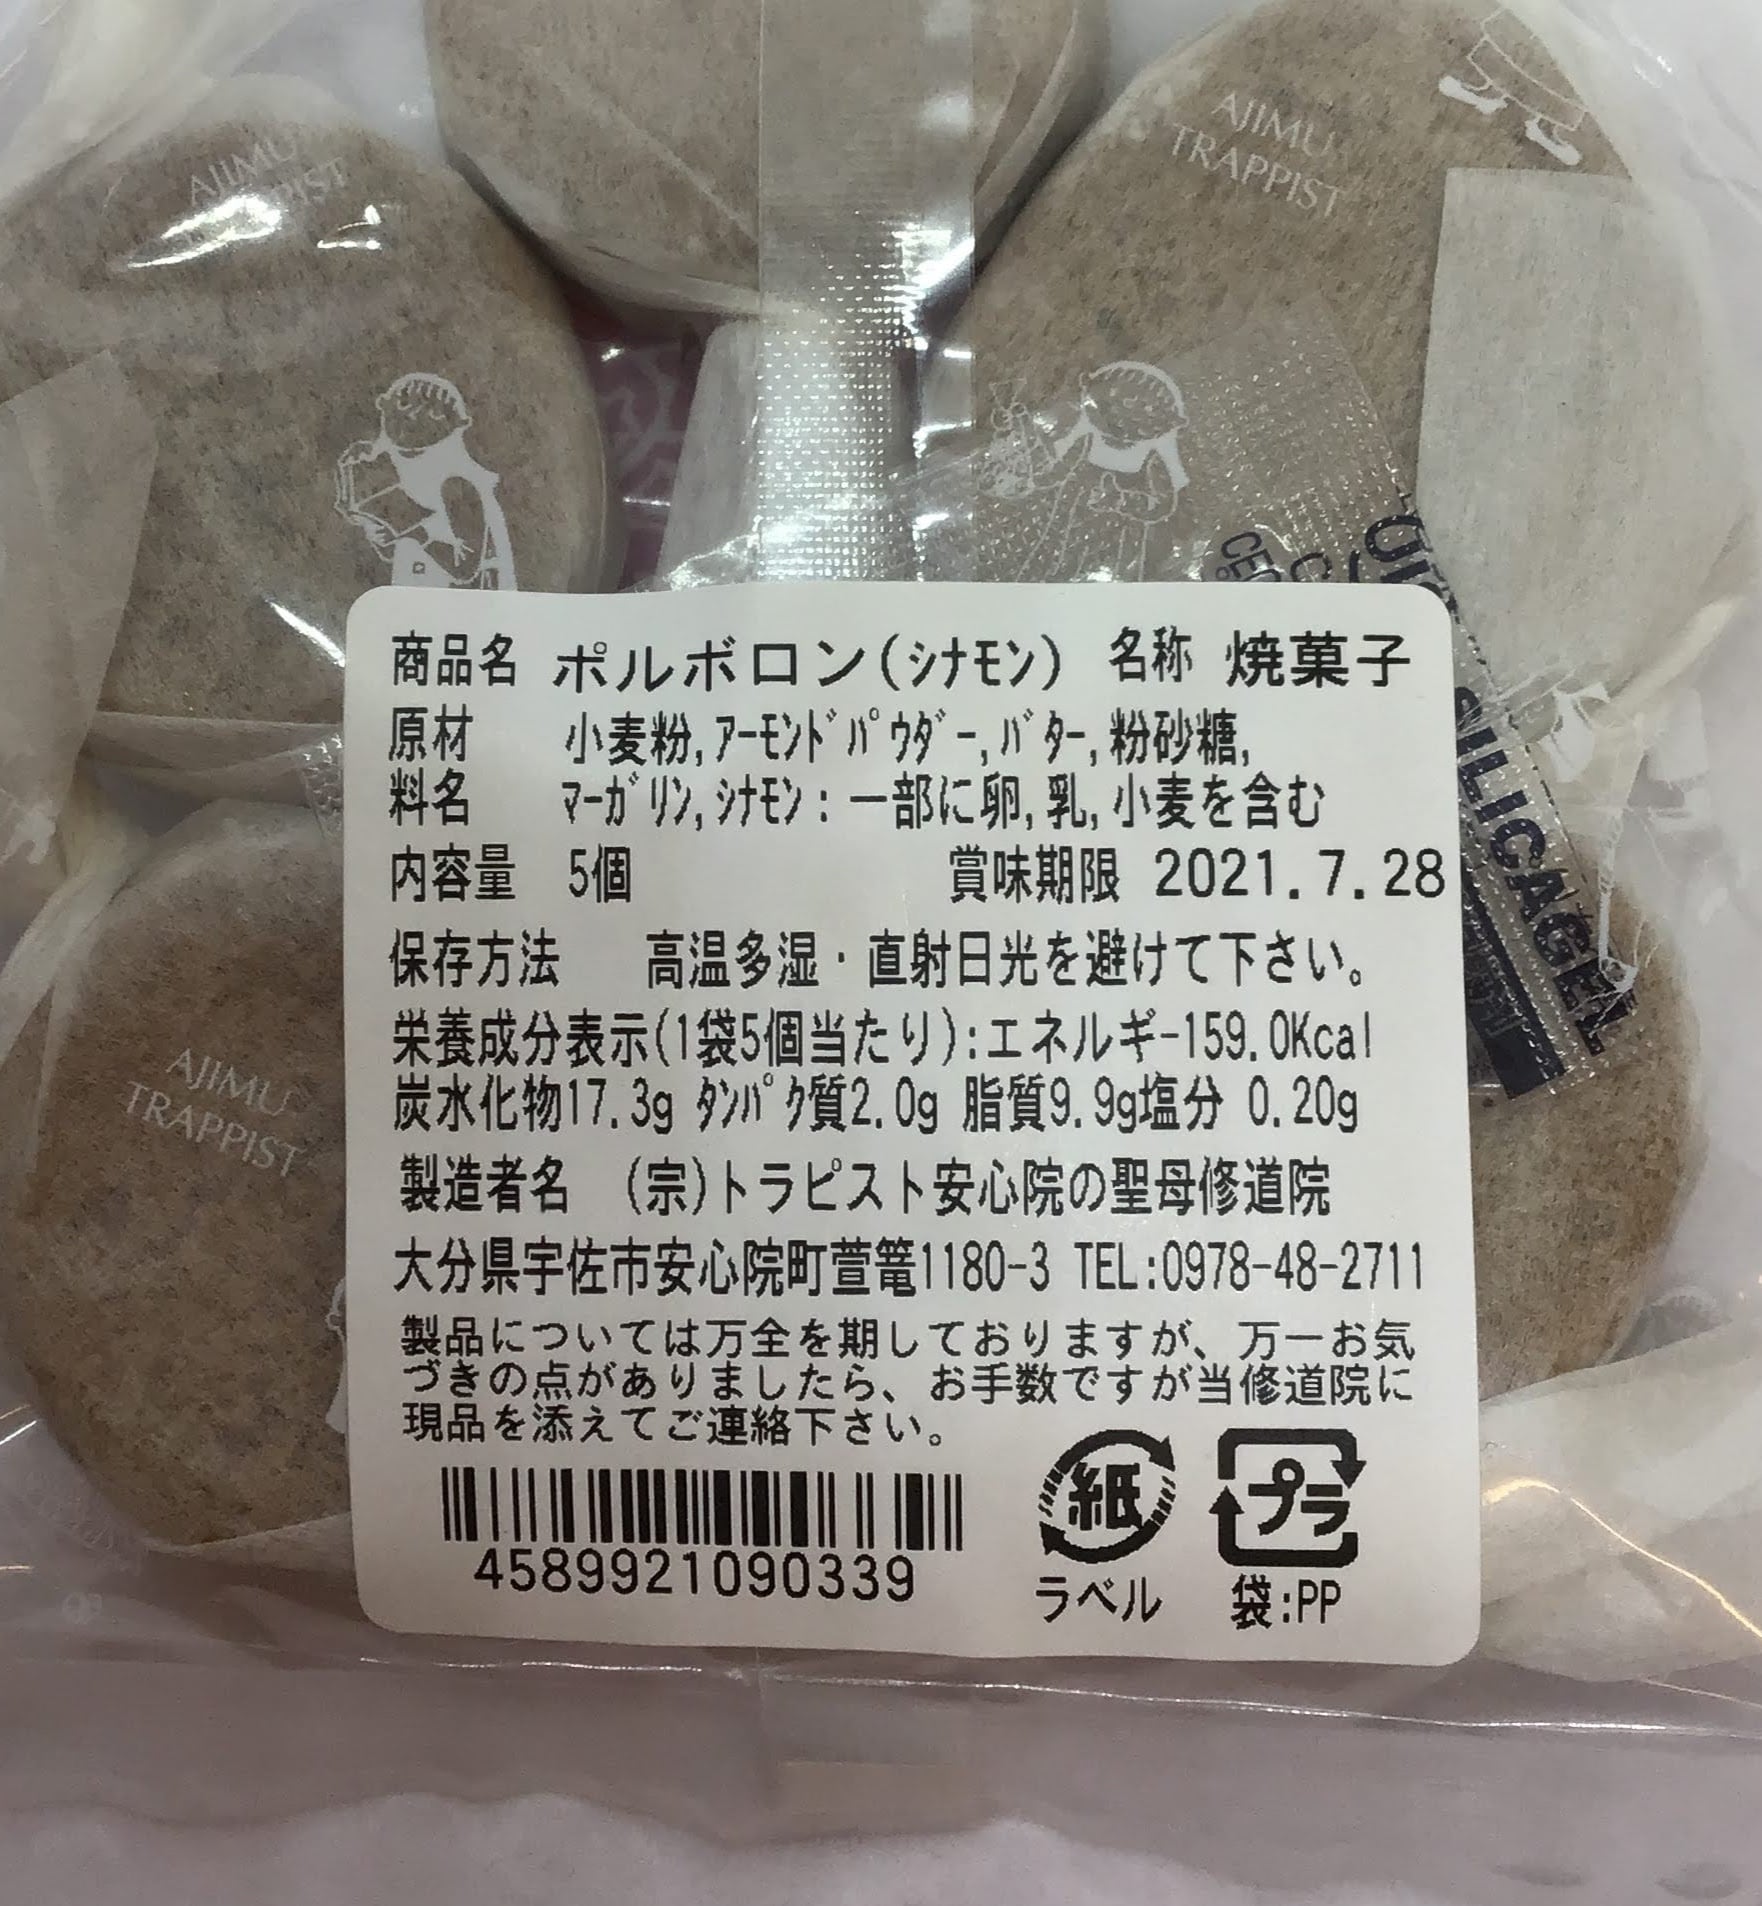 AJIMU
TRAPPIST
AJIMU
商品名 ポルボロン(シナモン) 名称 焼菓子
原材 小麦粉,アーモンドパウダー,バター,粉砂糖,
料名 マーガリン,シナモン:一部に卵,乳,小麦を含む
内容量 5個 賞味期限 2021.7.28
保存方法 高温多湿・直射日光を避けて下さい。
栄養成分表示(1袋5個当たり):エネルギー159.0Kcal
炭水化物17.3g タンパク質2.0g 脂質9.9g塩分 0.20g
製造者名 (宗)トラピスト安心院の聖母修道院
大分県宇佐市安心院町萱篭1180-3 TEL:0978-48-2711
製品については万全を期しておりますが、万一お気
づきの点がありましたら、お手数ですが当修道院に
現品を添えてご連絡下さい。
4589921090339
紙
ラベル
プラ
袋:PP
SILICAGEL
AJIMU
TRAPPIST